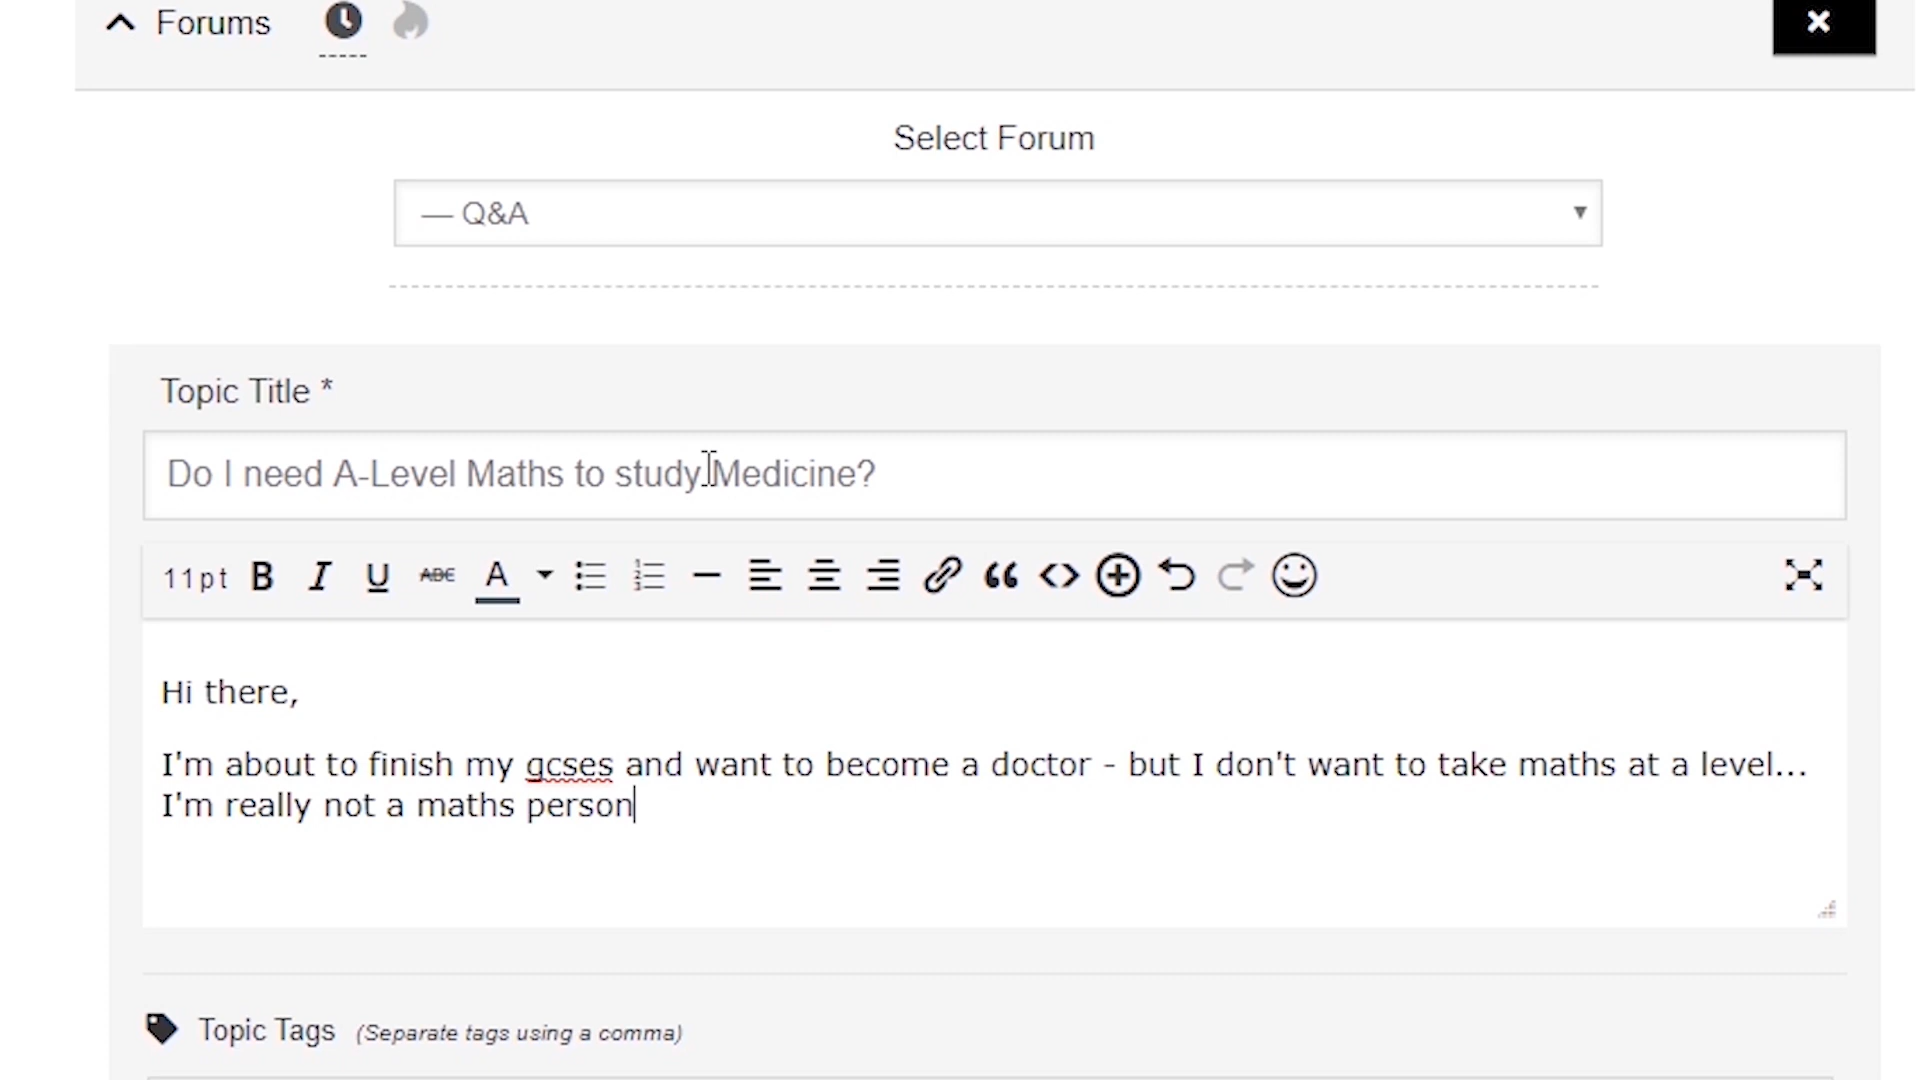 Forums
Select Forum
— Q&A
Topic Title *
Do I need A-Level Maths to study Medicine?
11pt B I U ABC A
Hi there,
I'm about to finish my gcses and want to become a doctor - but I don't want to take maths at a level...
I'm really not a maths person
Topic Tags (Separate tags using a comma)